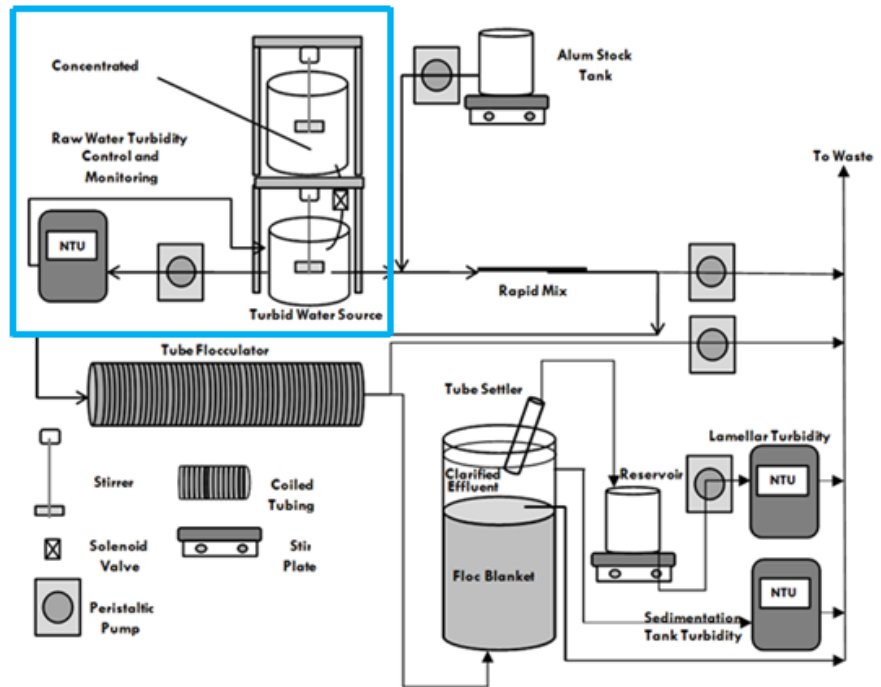 Concentrated
Alum Stock
Tank
Raw Water Turbidity
Control and
Monitoring
To Waste
NTU
Rapid Mix
Turbid Water Source
Tube Flocculator
Tube Settler
Lamellar Turbidity
Clarified
Effluent
Reservoir
NTU
Stirrer
Coiled
Tubing
Solenoid
Valve
Stir
Plate
Floc Blanket
NTU
Sedimentation
Tank Turbidity
Peristaltic
Pump